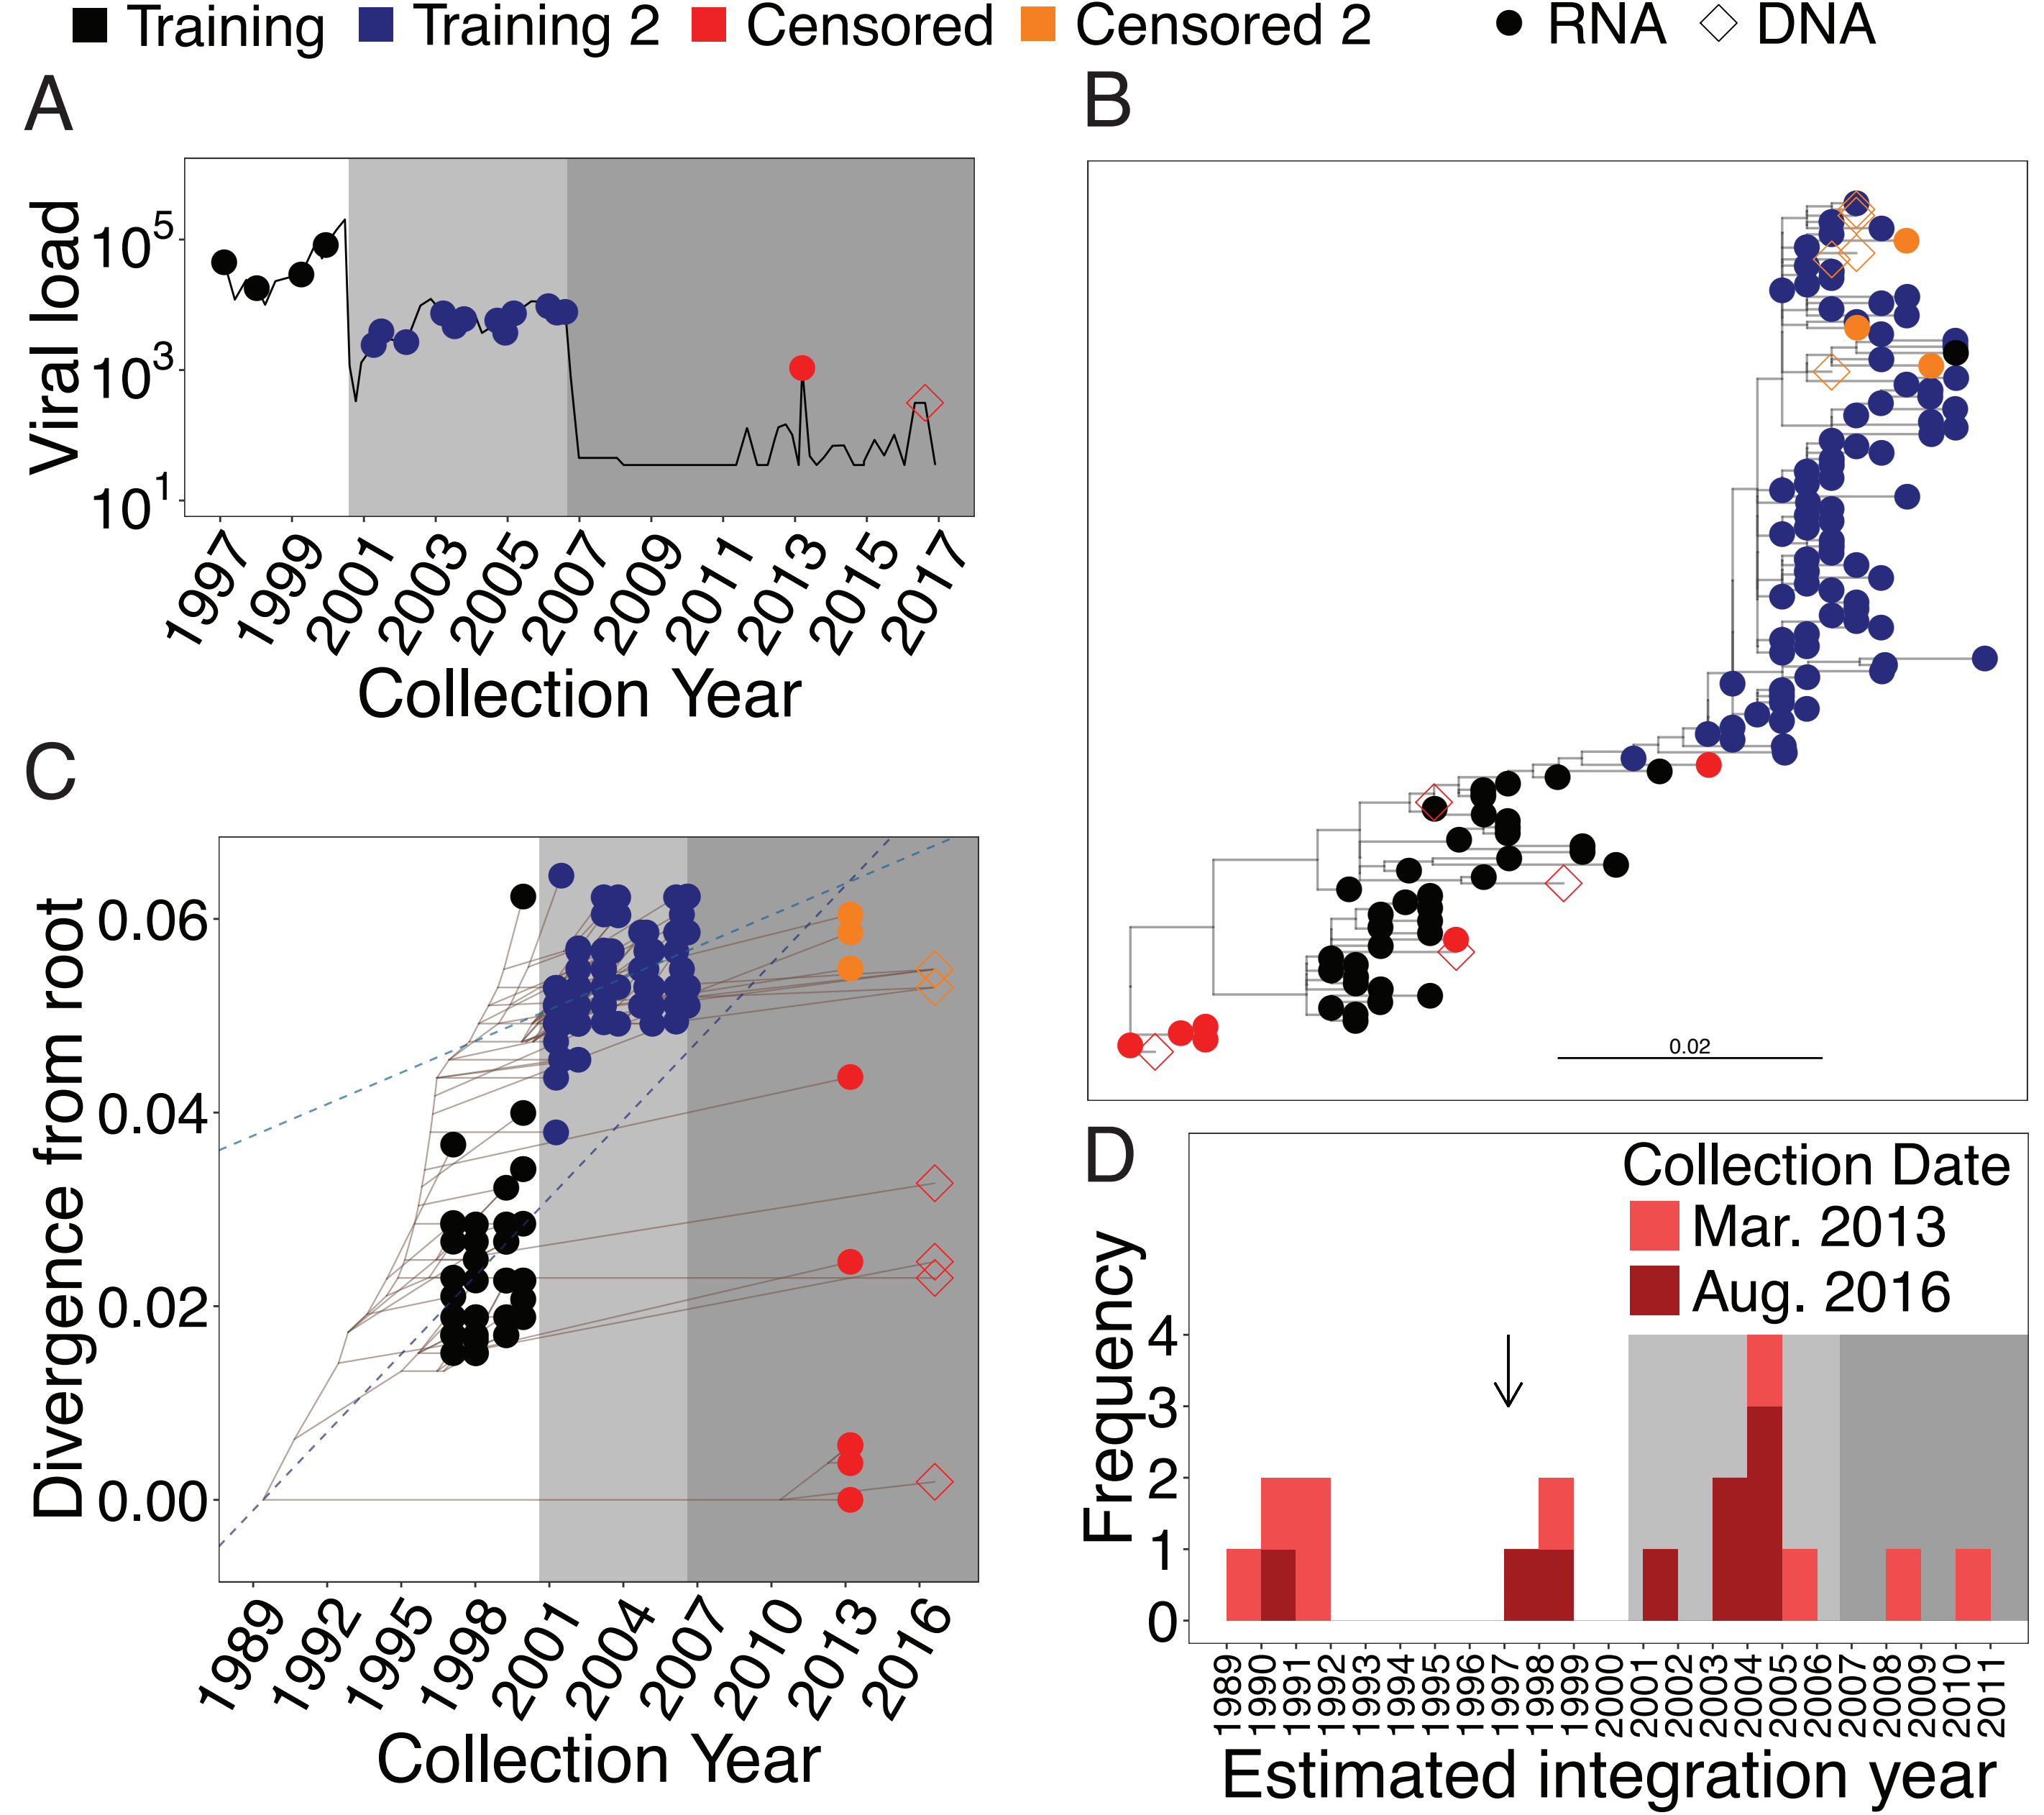 Training Training 2 Censored Censored 2 RNA DNA
A
Viral load
10^5
10^3
10^1
1997 1999 2001 2003 2005 2007 2009 2011 2013 2015 2017
Collection Year
B
0.02
C
Divergence from root
0.06
0.04
0.02
0.00
1989 1992 1995 1998 2001 2004 2007 2010 2013 2016
Collection Year
D
Collection Date
Mar. 2013
Aug. 2016
Frequency
4
3
2
1
0
1989 1990 1991 1992 1993 1994 1995 1996 1997 1998 1999 2000 2001 2002 2003 2004 2005 2006 2007 2008 2009 2010 2011
Estimated integration year